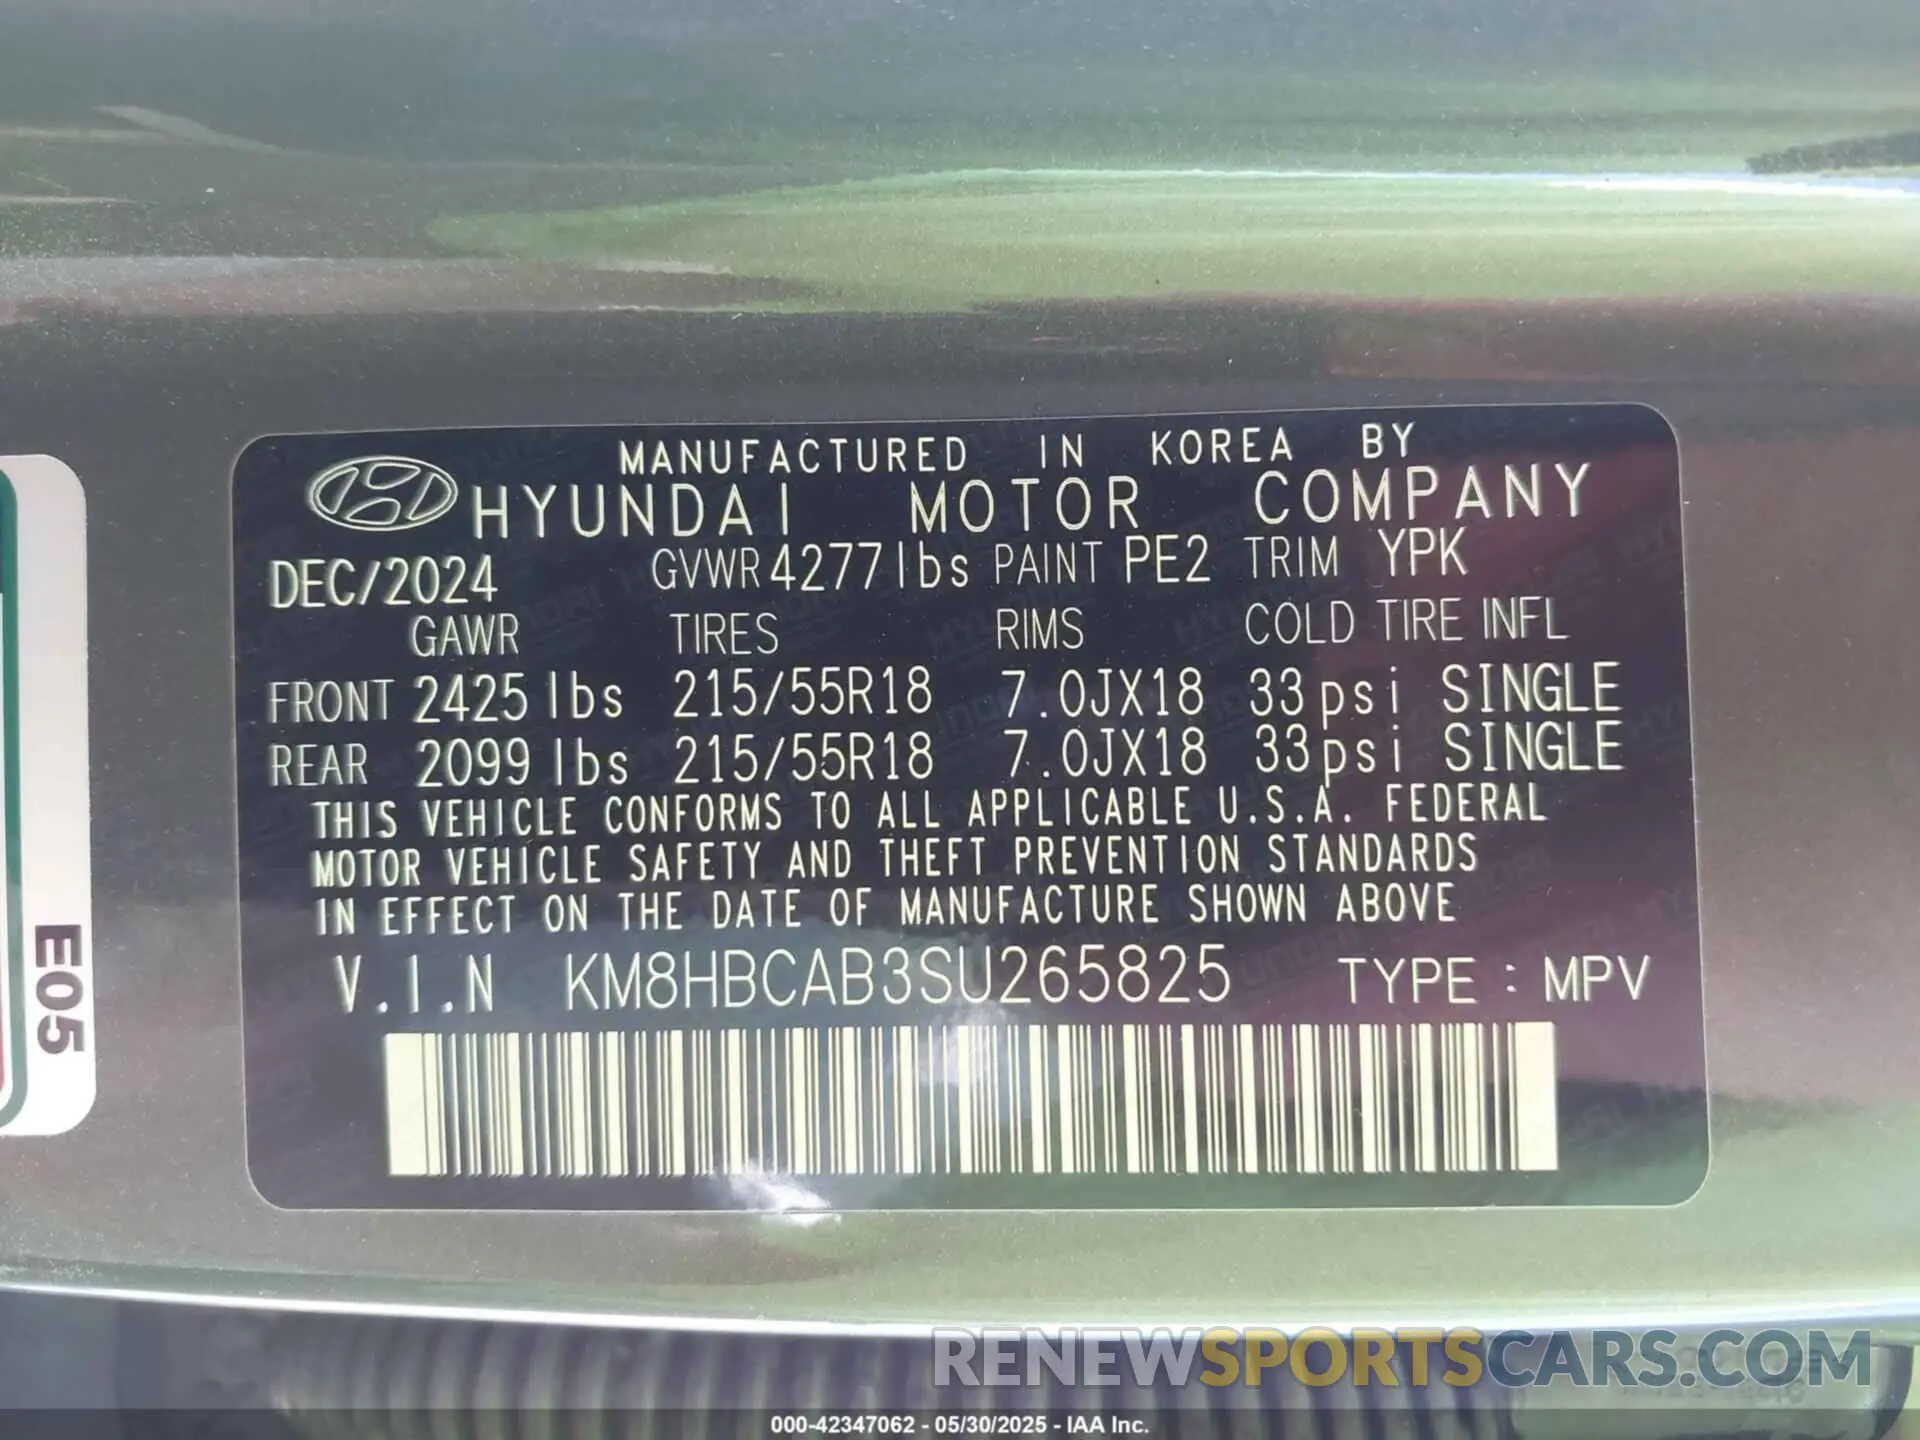 MANUFACTURED IN KOREA BY
HYUNDAI MOTOR COMPANY
DEC/2024 GVWR 4277 lbs PAINT PE2 TRIM YPK
GAWR TIRES RIMS COLD TIRE INFL
FRONT 2425 lbs 215/55R18 7.0JX18 33psi SINGLE
REAR 2099 lbs 215/55R18 7.0JX18 33psi SINGLE
THIS VEHICLE CONFORMS TO ALL APPLICABLE U.S.A. FEDERAL
MOTOR VEHICLE SAFETY AND THEFT PREVENTION STANDARDS
IN EFFECT ON THE DATE OF MANUFACTURE SHOWN ABOVE
V.I.N KM8HBCAB3SU265825 TYPE : MPV
E05
RENEWSPORTSCARS.COM
000-42347062 - 05/30/2025 - IAA Inc.